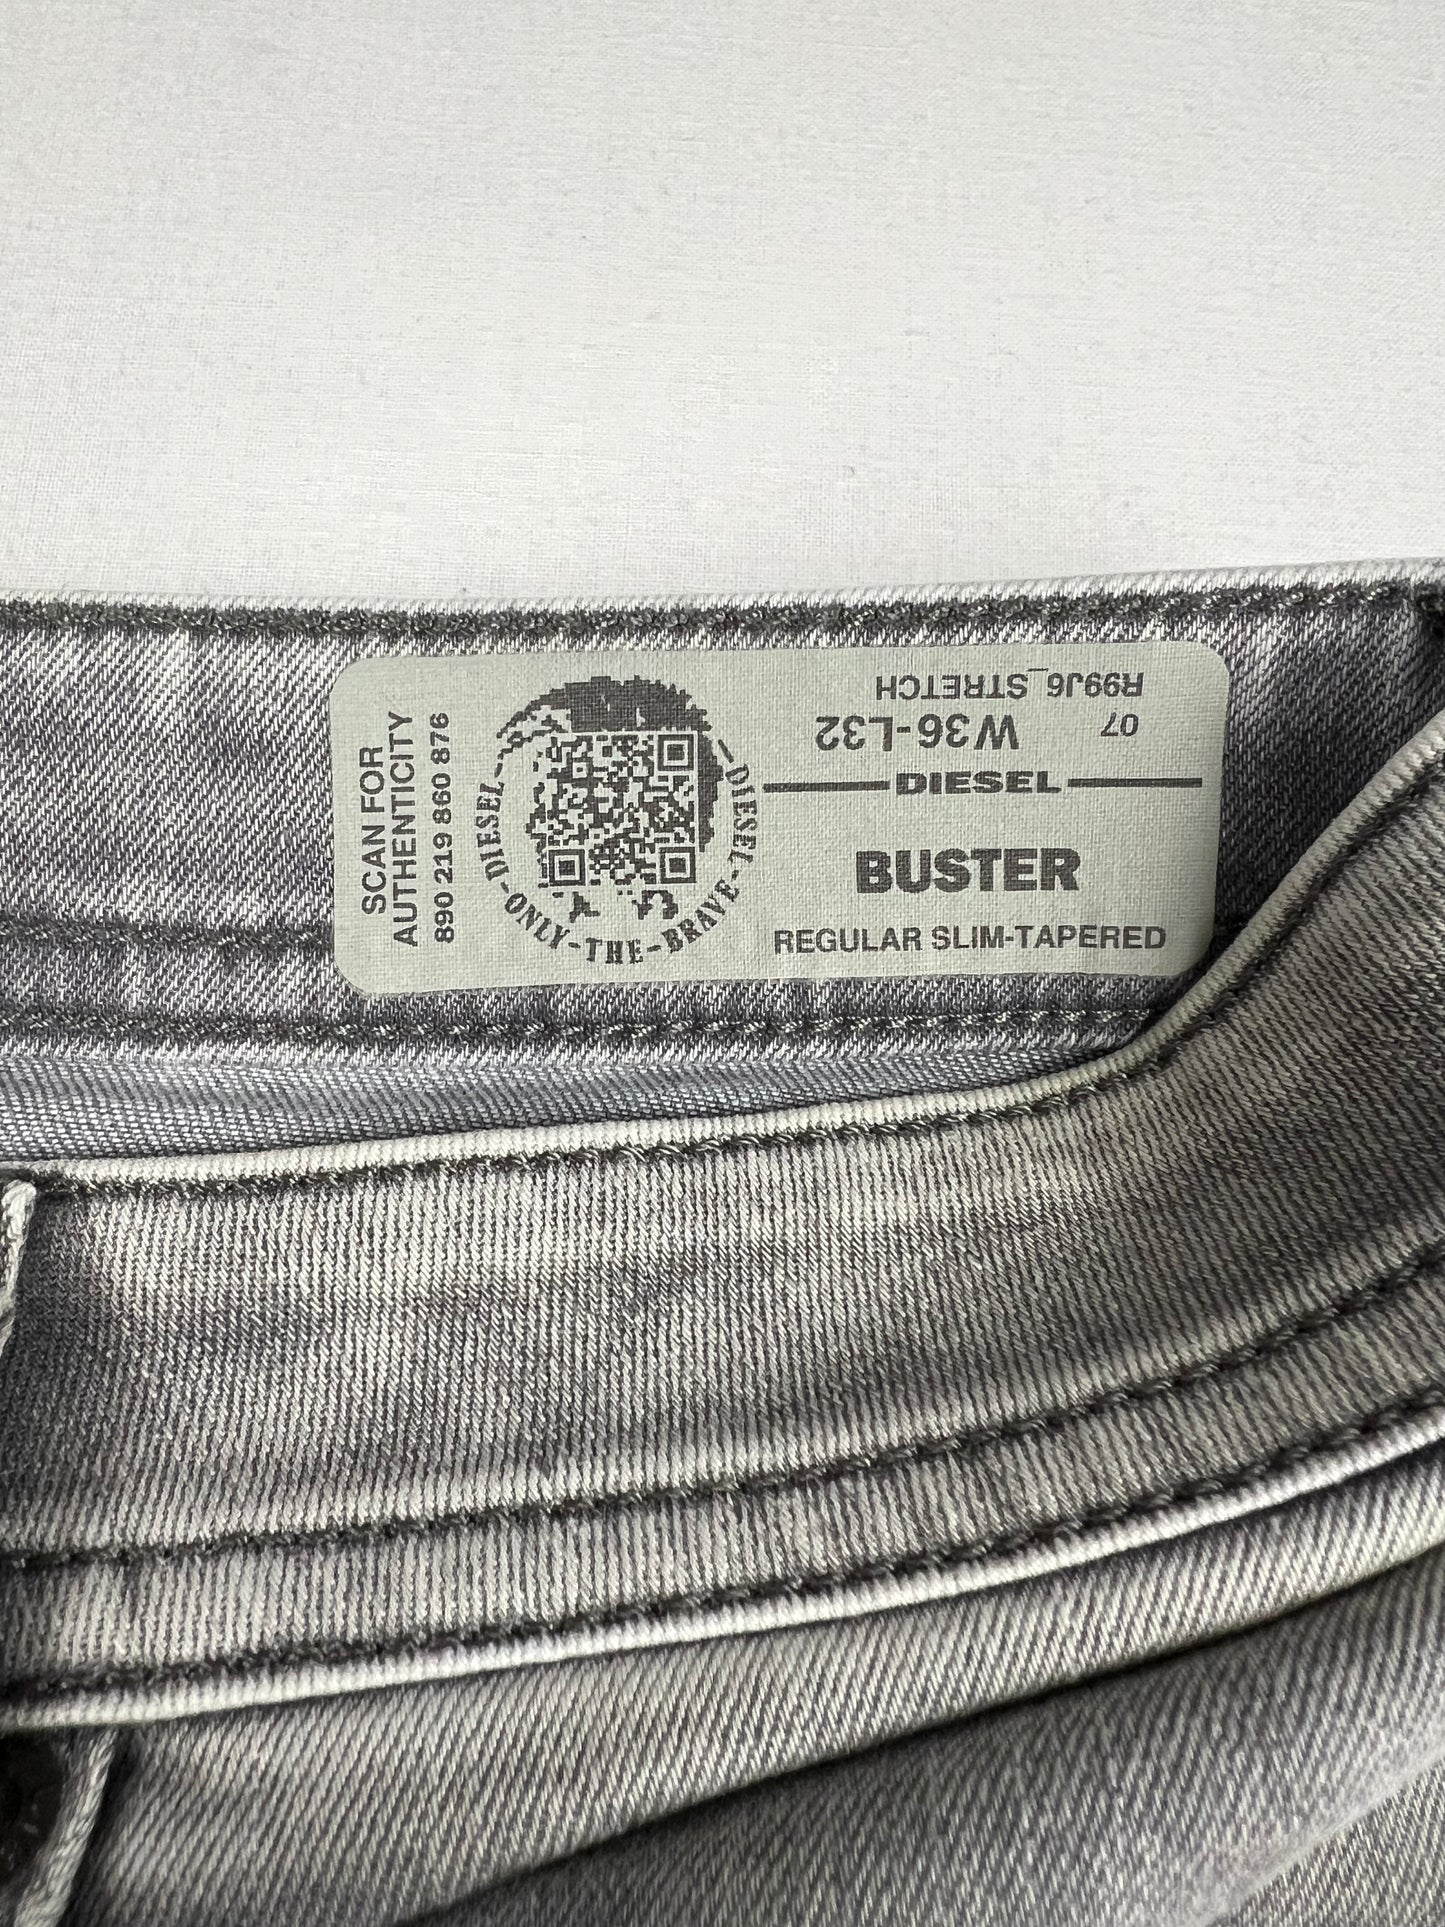 SCAN FOR
AUTHENTICITY
890 219 860 876
DIESEL-ONLY-THE-BRAVE-DIESEL
R99J6_STRETCH
07
W36-L32
DIESEL
BUSTER
REGULAR SLIM-TAPERED